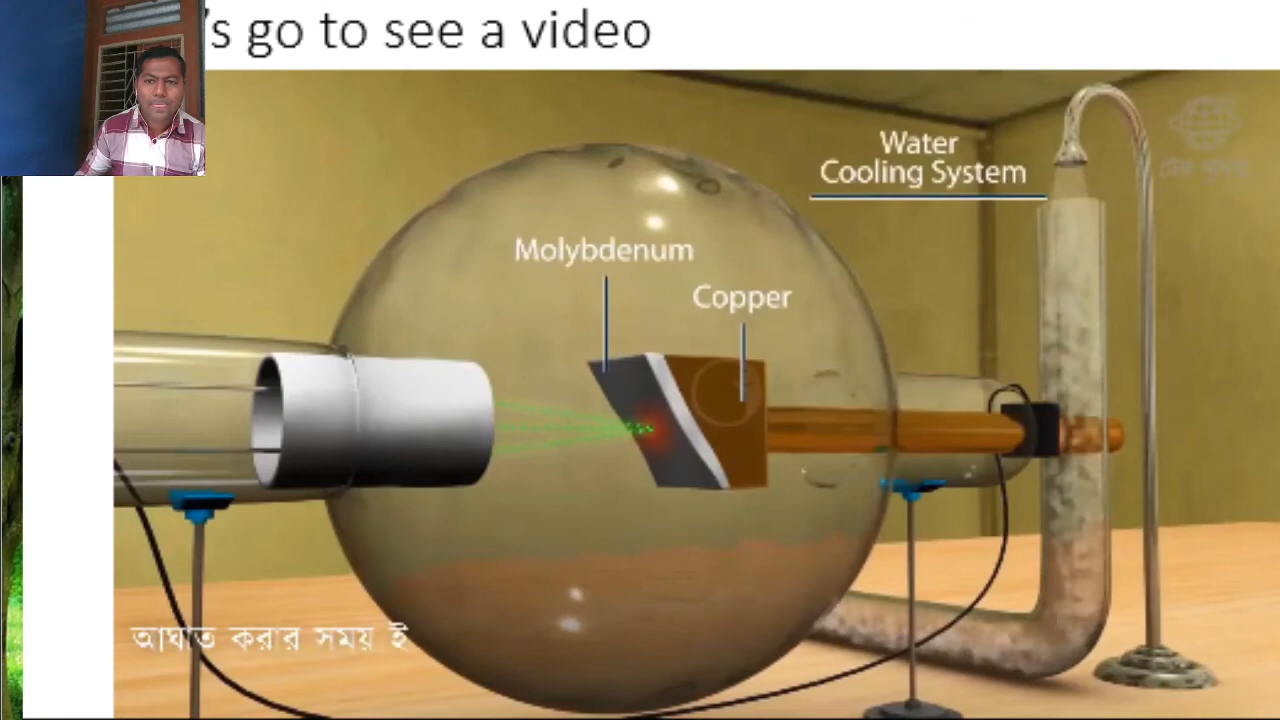 's go to see a video
Water
Cooling System
Molybdenum
Copper
আঘাত করার সময় ই